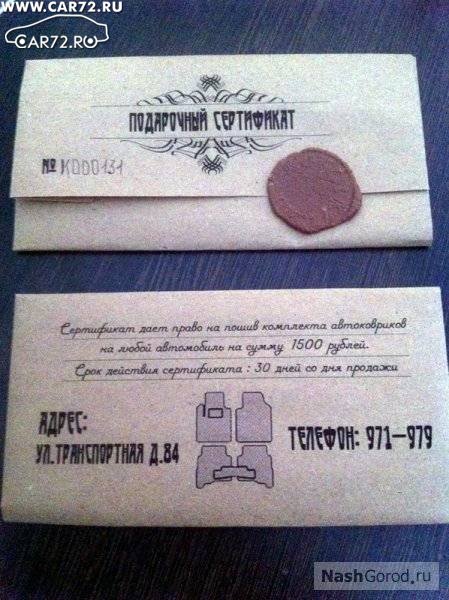 WWW.CAR72.RU
CAR72.RU
ПОДАРОЧНЫЙ СЕРТИФИКАТ
№ К000131
Сертификат дает право на пошив комплекта автоковриков
на любой автомобиль на сумму 1500 рублей.
Срок действия сертификата : 30 дней со дня продажи
АДРЕС:
УЛ.ТРАНСПОРТНАЯ Д.84
ТЕЛЕФОН: 971-979
NashGorod.ru